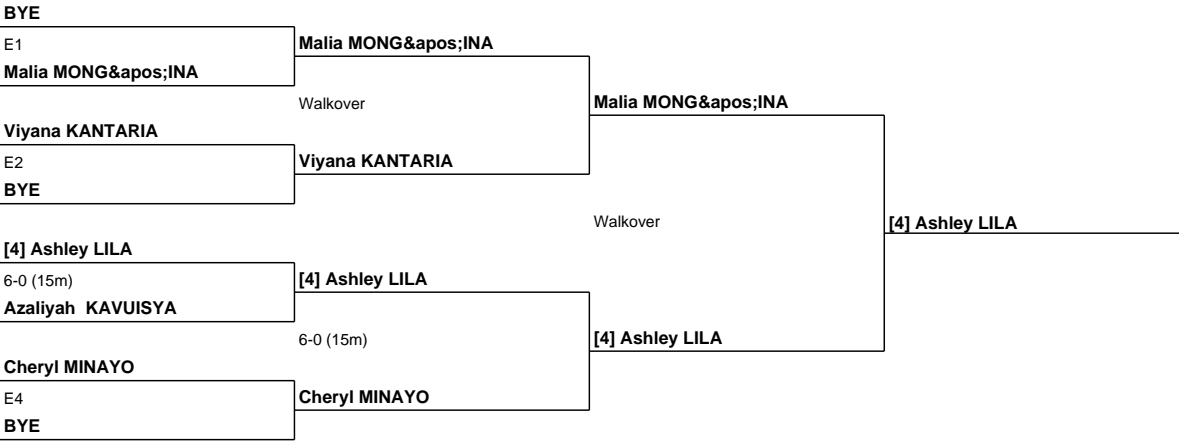 BYE
E1
Malia MONG&apos;INA
Viyana KANTARIA
E2
BYE
[4] Ashley LILA
6-0 (15m)
Azaliyah  KAVUISYA
Cheryl MINAYO
E4
BYE
Malia MONG&apos;INA
Walkover
Viyana KANTARIA
[4] Ashley LILA
6-0 (15m)
Cheryl MINAYO
Malia MONG&apos;INA
Walkover
[4] Ashley LILA
[4] Ashley LILA